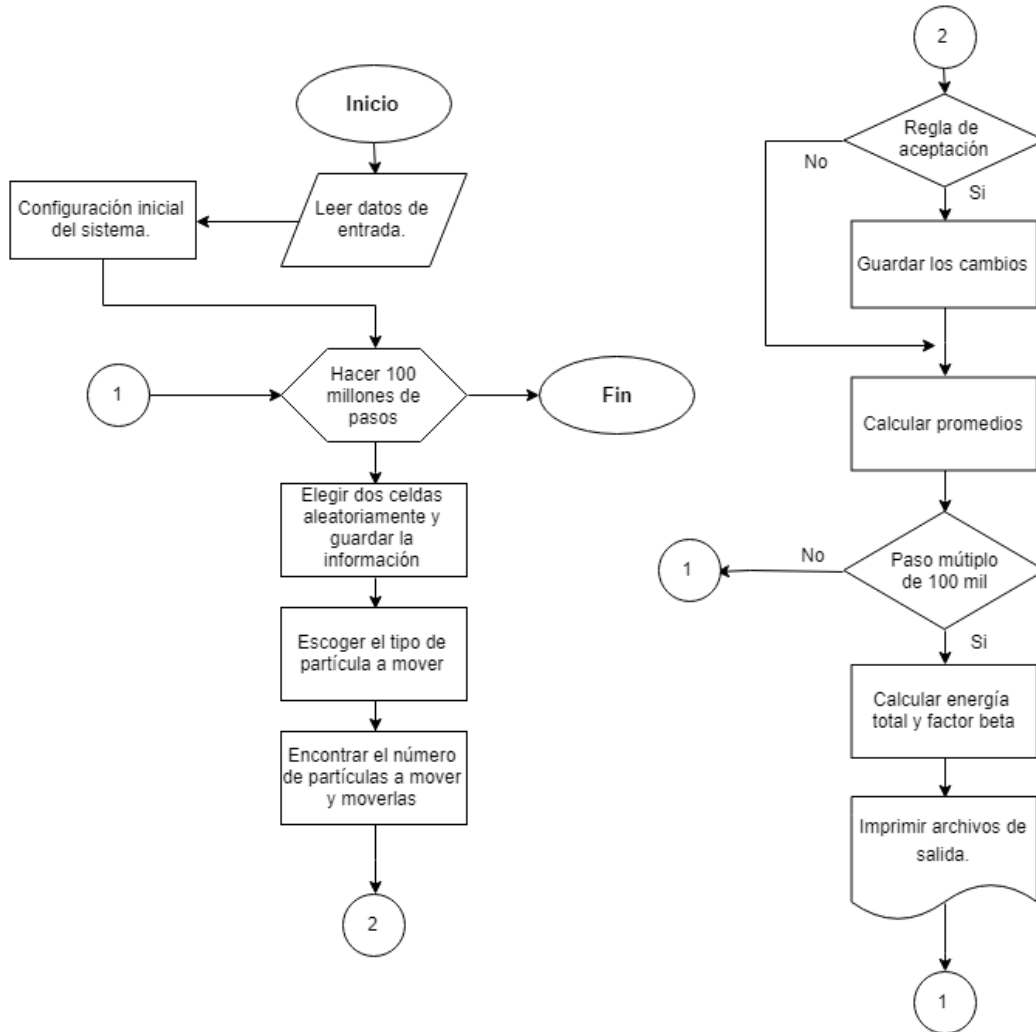 Inicio
Leer datos de
entrada.
Configuración inicial
del sistema.
1
Hacer 100
millones de
pasos
Fin
Elegir dos celdas
aleatoriamente y
guardar la
información
Escoger el tipo de
partícula a mover
Encontrar el número
de partículas a mover
y moverlas
2
2
Regla de
aceptación
No
Si
Guardar los cambios
Calcular promedios
Paso mútiplo
de 100 mil
No
1
Si
Calcular energía
total y factor beta
Imprimir archivos de
salida.
1